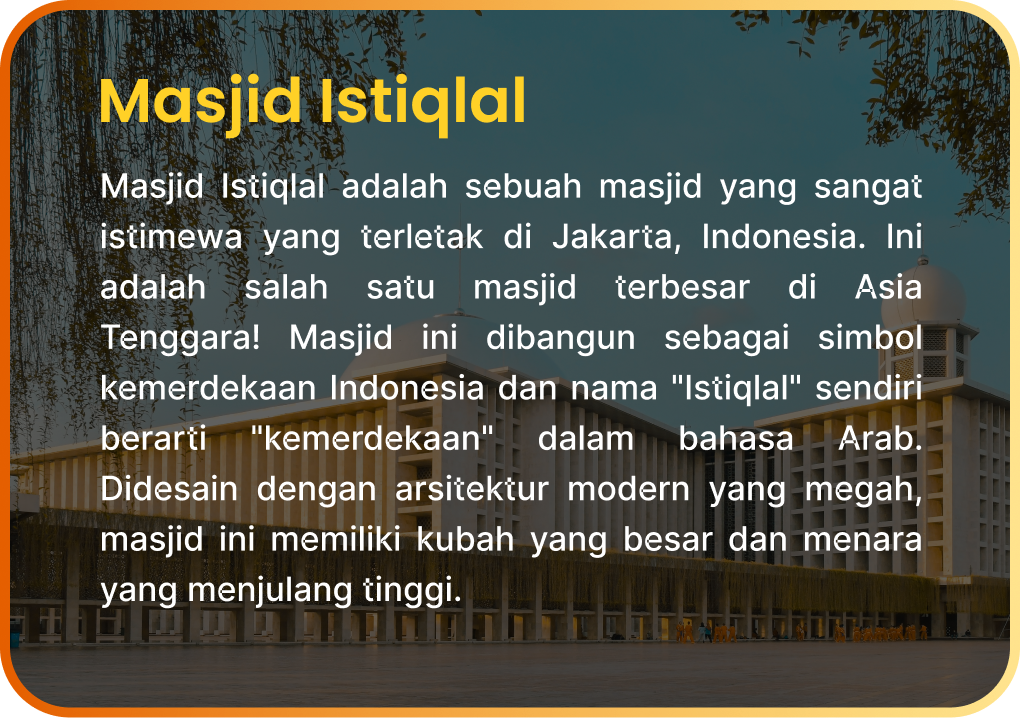 Masjid Istiqlal
Masjid Istiqlal adalah sebuah masjid yang sangat
istimewa yang terletak di Jakarta, Indonesia. Ini
adalah salah satu masjid terbesar di Asia
Tenggara! Masjid ini dibangun sebagai simbol
kemerdekaan Indonesia dan nama "Istiqlal" sendiri
berarti "kemerdekaan" dalam bahasa Arab.
Didesain dengan arsitektur modern yang megah,
masjid ini memiliki kubah yang besar dan menara
yang menjulang tinggi.